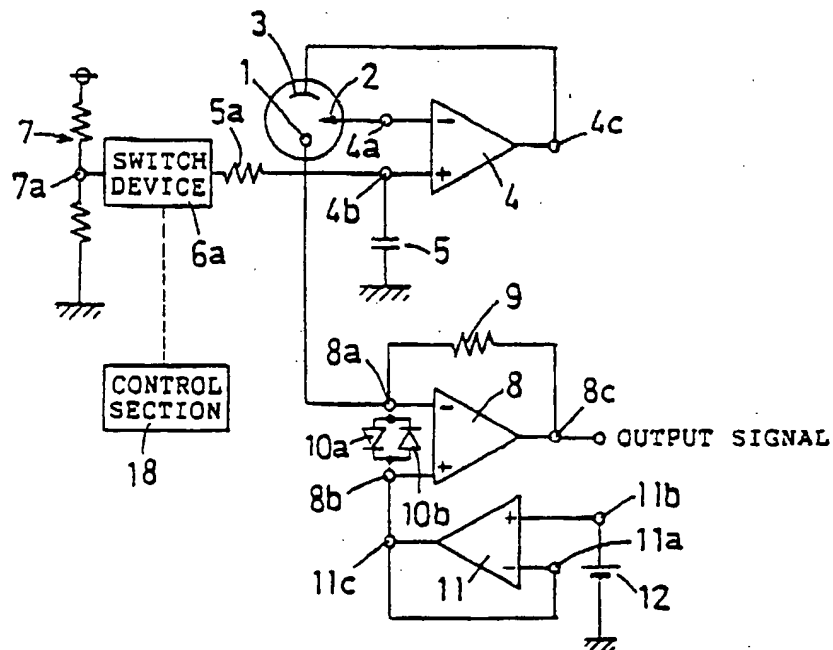 3
1
2
5a
7
7a
SWITCH
DEVICE
6a
4a
4b
-
+
4
4c
5
CONTROL
SECTION
18
9
8a
-
8
8c
OUTPUT SIGNAL
10a
+
8b
10b
11b
+
11a
11c
11
-
12